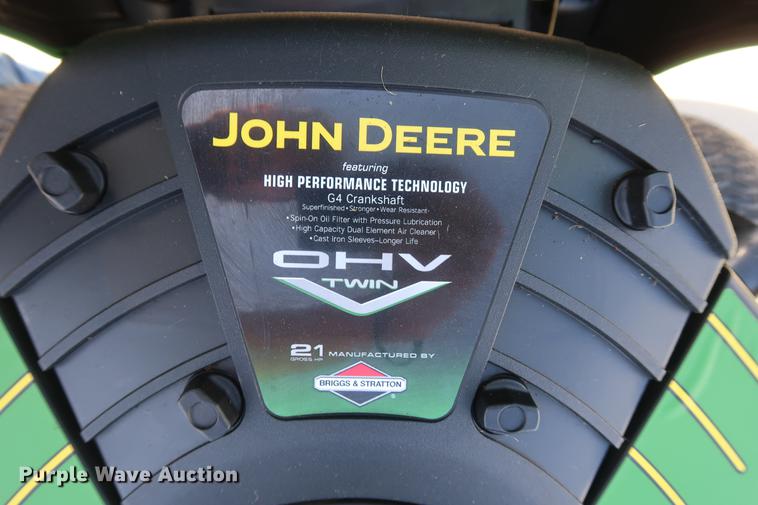 JOHN DEERE
featuring
HIGH PERFORMANCE TECHNOLOGY
G4 Crankshaft
Superfinished•Stronger•Wear Resistant•
•Spin-On Oil Filter with Pressure Lubrication
•High Capacity Dual Element Air Cleaner
•Cast Iron Sleeves–Longer Life
OHV
TWIN
21 MANUFACTURED BY
GROSS HP
BRIGGS & STRATTON
®
Purple Wave Auction